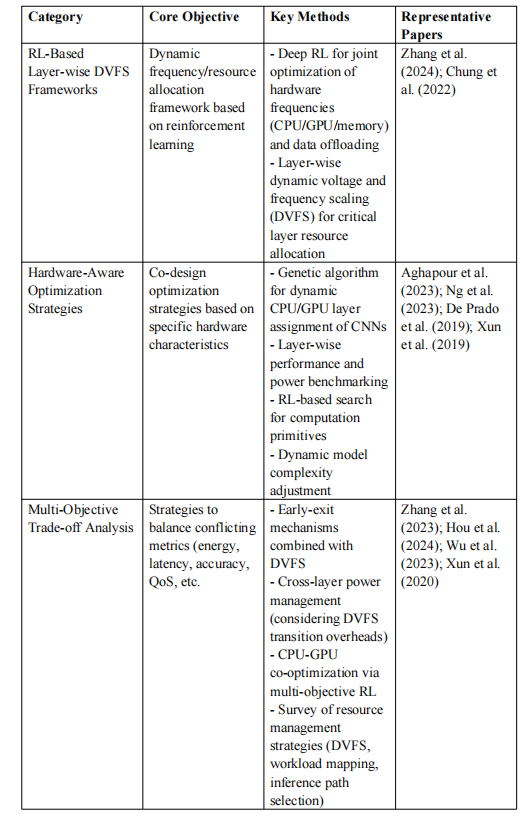 Category
Core Objective
Key Methods
Representative
Papers
RL-Based
Layer-wise DVFS
Frameworks
Dynamic
frequency/resource
allocation
framework based
on reinforcement
learning
- Deep RL for joint
optimization of
hardware
frequencies
(CPU/GPU/memory)
and data offloading
- Layer-wise
dynamic voltage and
frequency scaling
(DVFS) for critical
layer resource
allocation
Zhang et al.
(2024); Chung et
al. (2022)
Hardware-Aware
Optimization
Strategies
Co-design
optimization
strategies based on
specific hardware
characteristics
- Genetic algorithm
for dynamic
CPU/GPU layer
assignment of CNNs
- Layer-wise
performance and
power benchmarking
- RL-based search
for computation
primitives
- Dynamic model
complexity
adjustment
Aghapour et al.
(2023); Ng et al.
(2023); De Prado
et al. (2019); Xun
et al. (2019)
Multi-Objective
Trade-off Analysis
Strategies to
balance conflicting
metrics (energy,
latency, accuracy,
QoS, etc.
- Early-exit
mechanisms
combined with
DVFS
- Cross-layer power
management
(considering DVFS
transition overheads)
- CPU-GPU
co-optimization via
multi-objective RL
- Survey of resource
management
strategies (DVFS,
workload mapping,
inference path
selection)
Zhang et al.
(2023); Hou et al.
(2024); Wu et al.
(2023); Xun et al.
(2020)